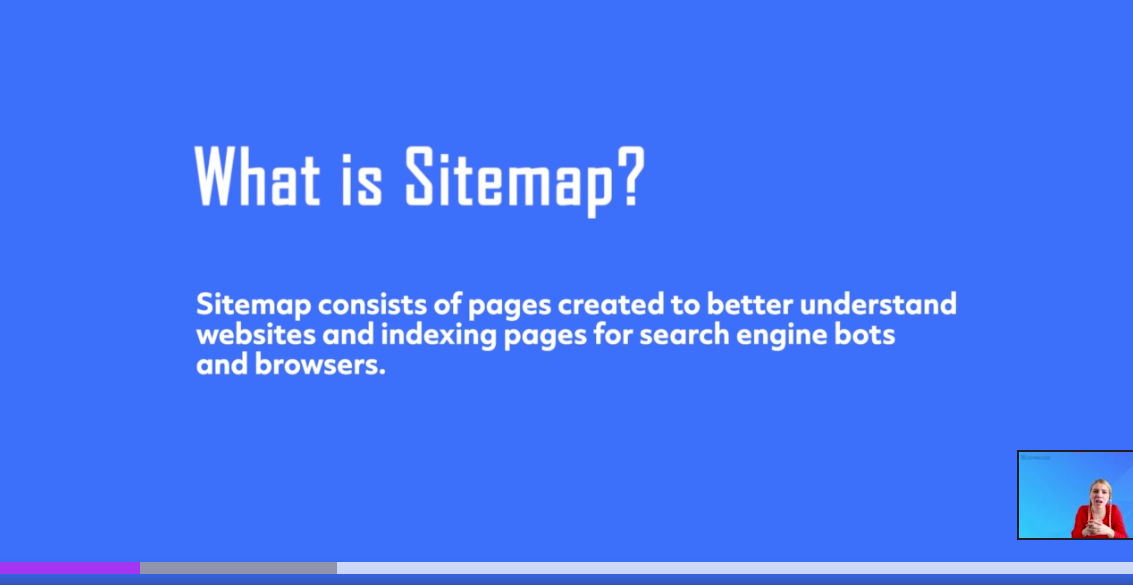 What is Sitemap?
Sitemap consists of pages created to better understand
websites and indexing pages for search engine bots
and browsers.